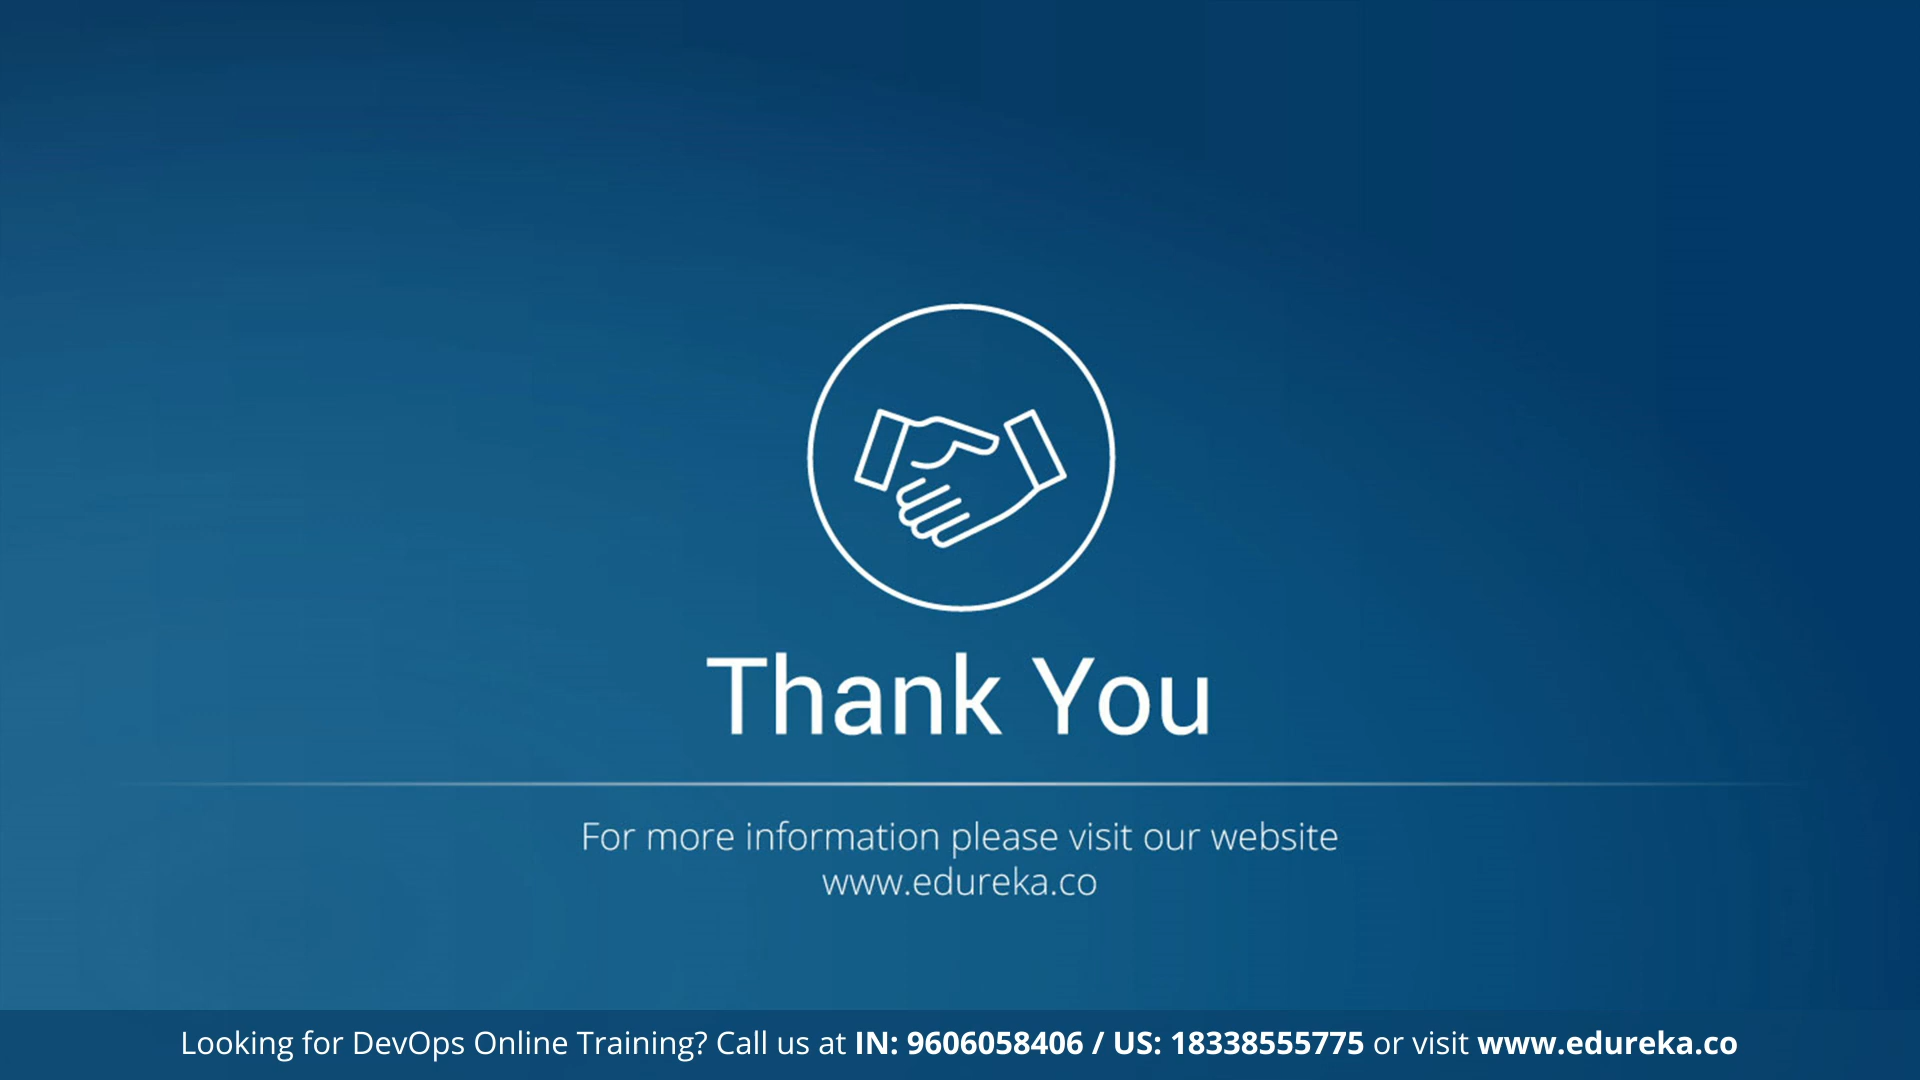 Thank You
For more information please visit our website
www.edureka.co
Looking for DevOps Online Training? Call us at IN: 9606058406 / US: 18338555775 or visit www.edureka.co